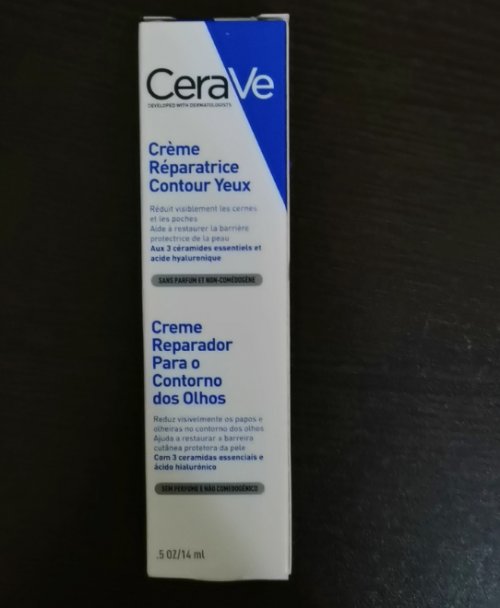 CeraVe
DEVELOPED WITH DERMATOLOGISTS
Crème
Réparatrice
Contour Yeux
Réduit visiblement les cernes
et les poches
Aide à restaurer la barrière
protectrice de la peau
Aux 3 céramides essentiels et
acide hyaluronique
SANS PARFUM ET NON-COMÉDOGÈNE
Creme
Reparador
Para o
Contorno
dos Olhos
Reduz visivelmente os papos e
olheiras no contorno dos olhos
Ajuda a restaurar a barreira
cutânea protetora da pele
Com 3 ceramidas essenciais e
ácido hialurónico
SEM PERFUME E NÃO COMEDOGÉNICO
.5 OZ/14 ml